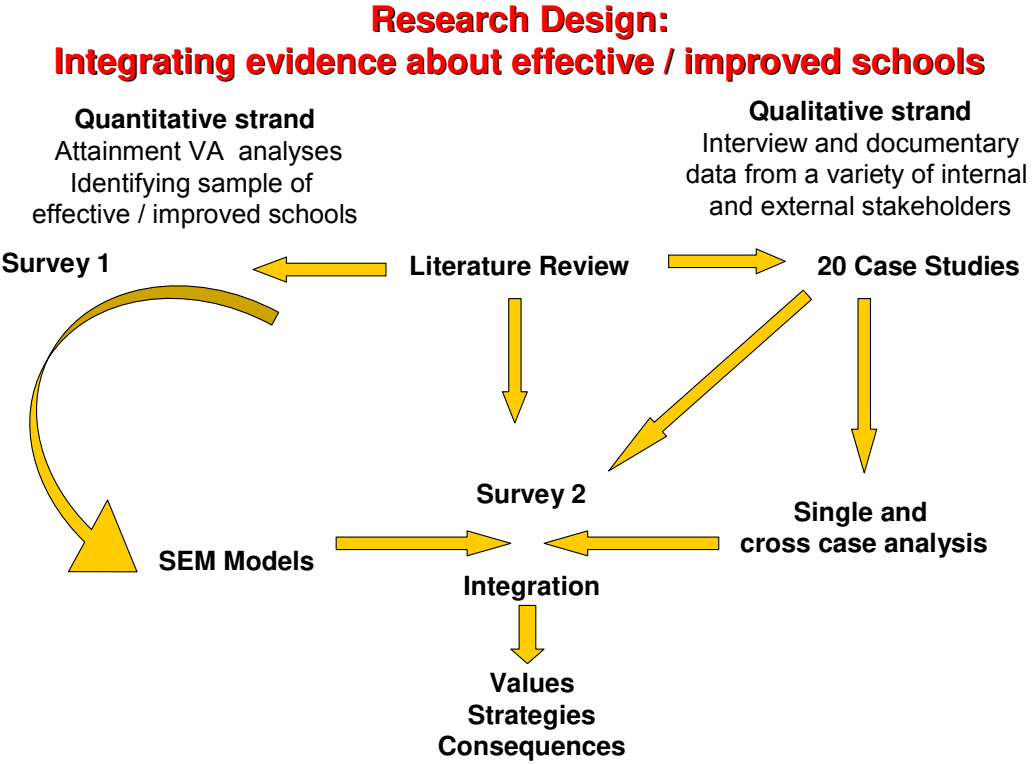 Research Design:
Integrating evidence about effective / improved schools
Quantitative strand
Attainment VA analyses
Identifying sample of
effective / improved schools
Qualitative strand
Interview and documentary
data from a variety of internal
and external stakeholders
Survey 1
Literature Review
20 Case Studies
Survey 2
Single and
cross case analysis
SEM Models
Integration
Values
Strategies
Consequences